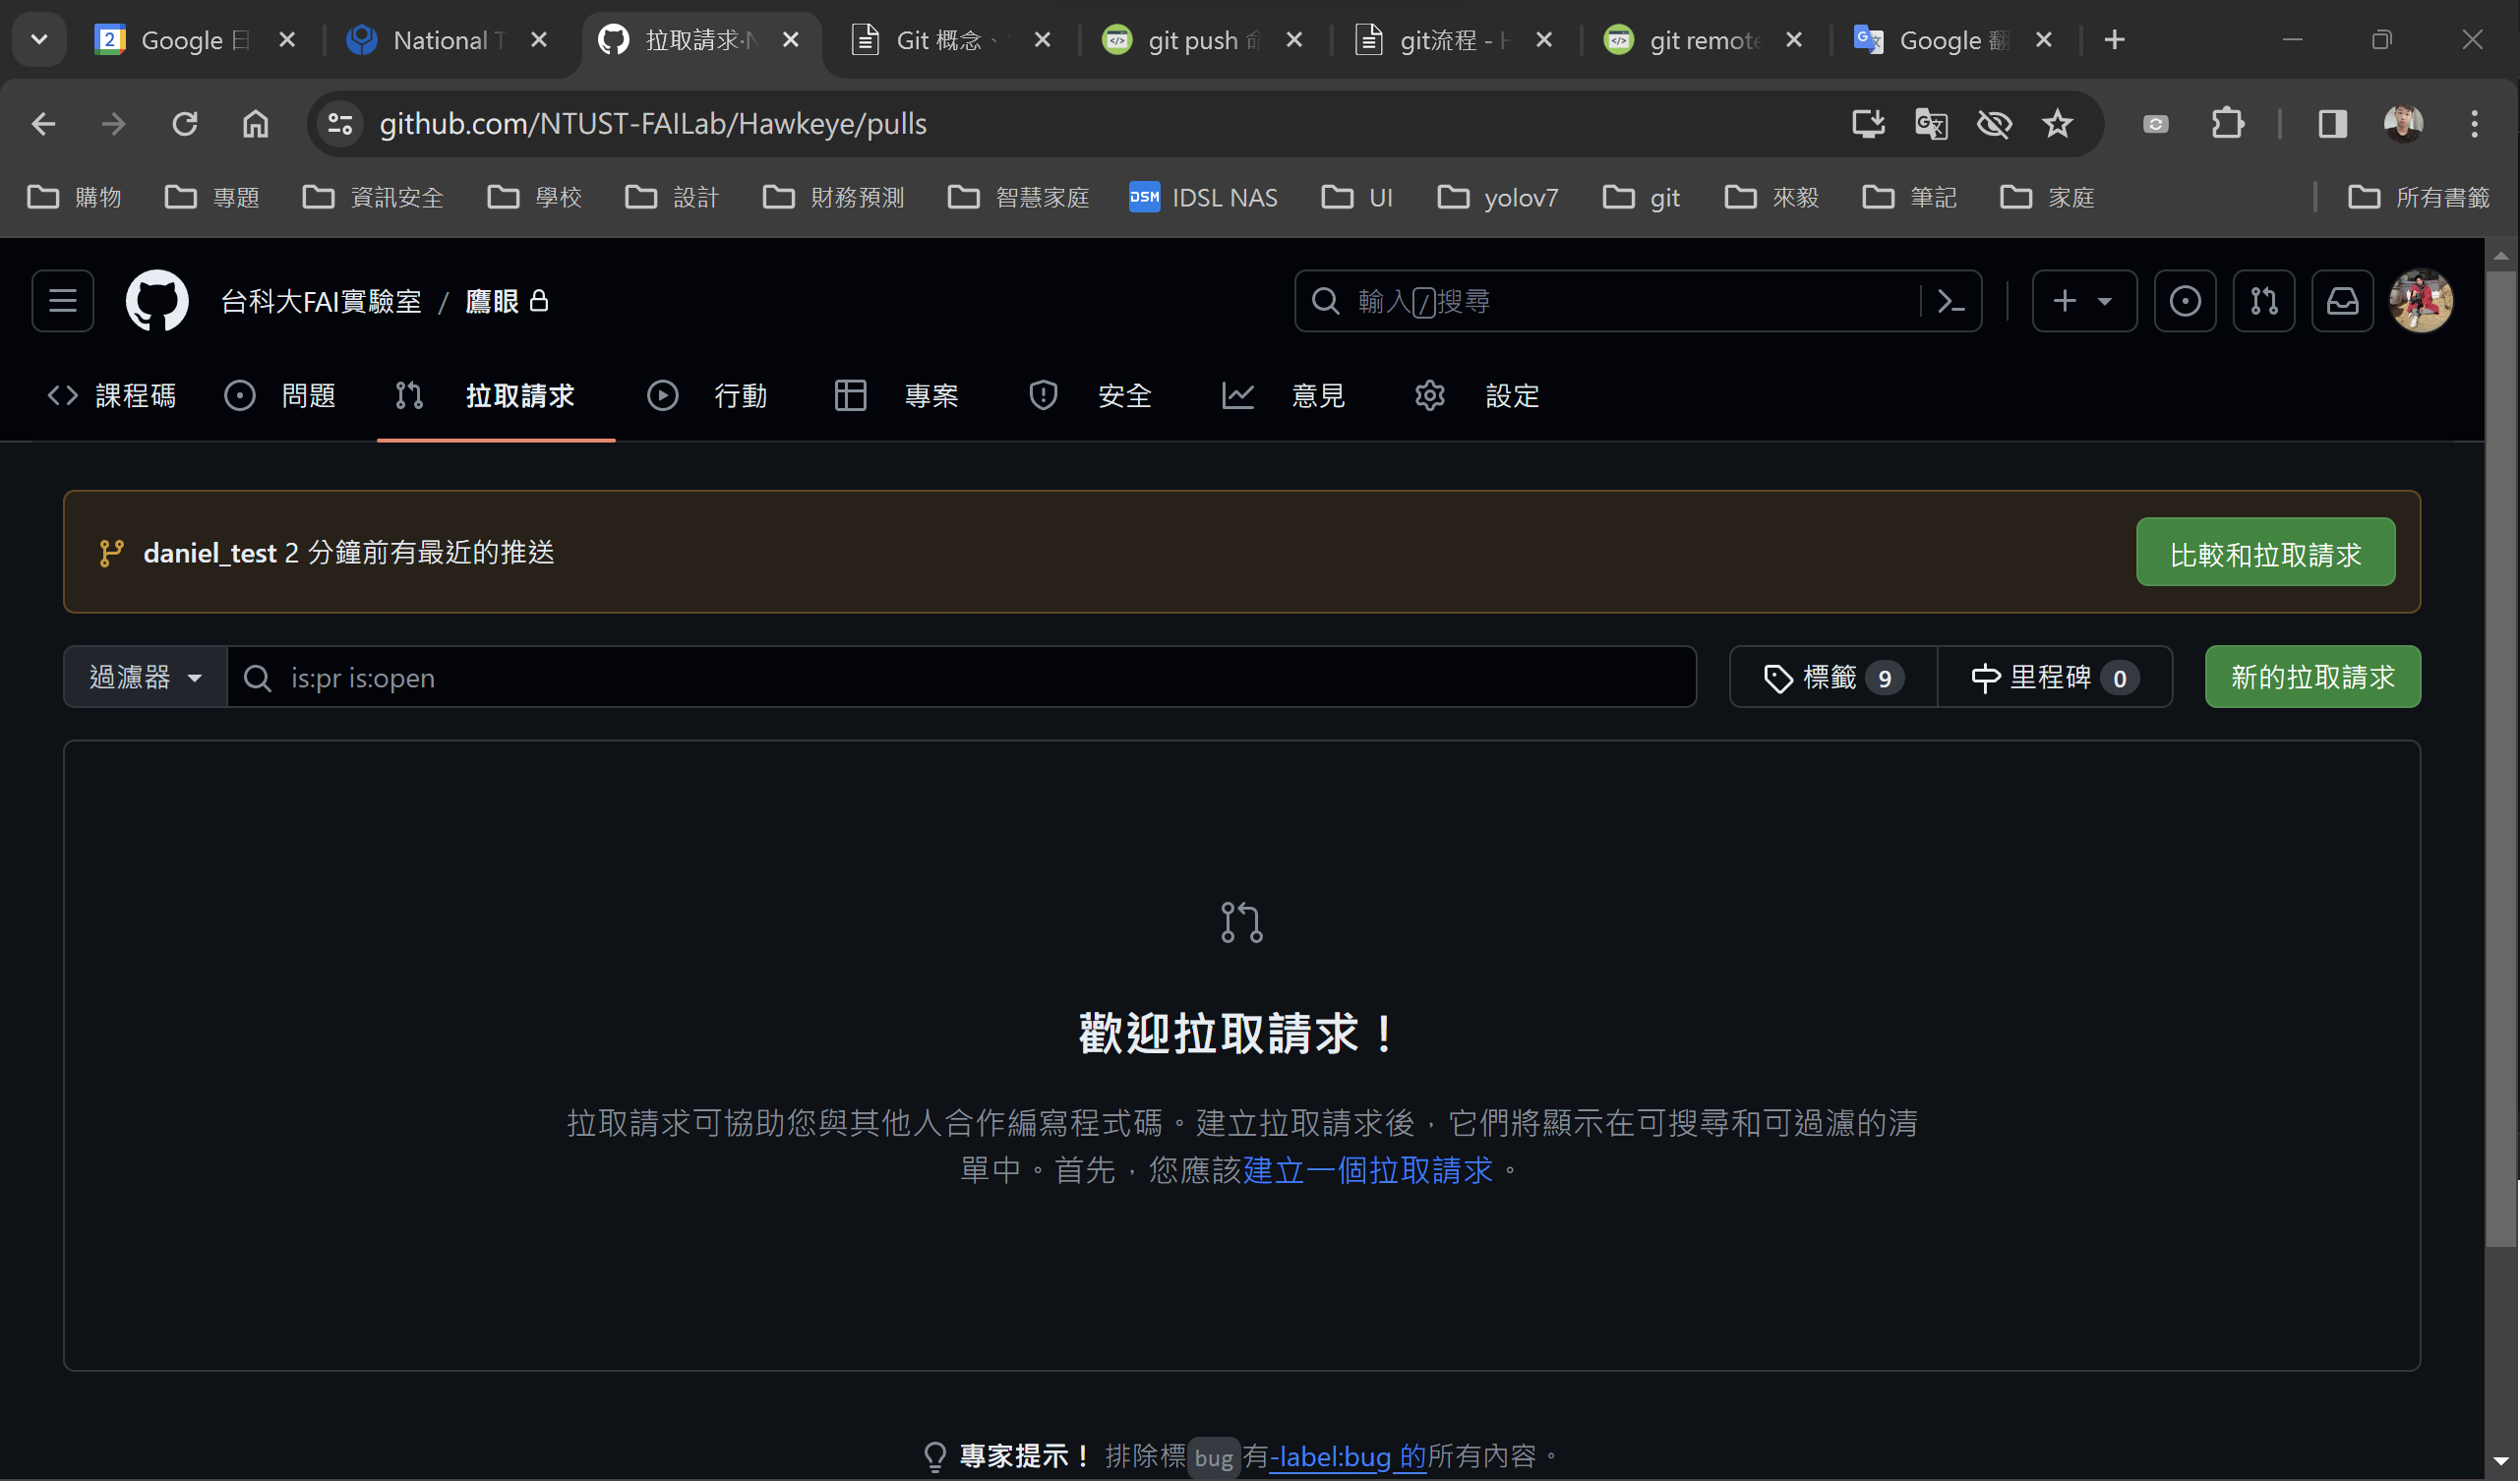 Google 日
National T
拉取請求·N
Git 概念、
git push 命
git流程 - H
git remote
Google 翻
github.com/NTUST-FAILab/Hawkeye/pulls
購物
專題
資訊安全
學校
設計
財務預測
智慧家庭
DSM IDSL NAS
UI
yolov7
git
來毅
筆記
家庭
所有書籤
台科大FAI實驗室 / 鷹眼
輸入/搜尋
課程碼
問題
拉取請求
行動
專案
安全
意見
設定
daniel_test 2 分鐘前有最近的推送
比較和拉取請求
過濾器
is:pr is:open
標籤 9
里程碑 0
新的拉取請求
歡迎拉取請求！
拉取請求可協助您與其他人合作編寫程式碼。建立拉取請求後，它們將顯示在可搜尋和可過濾的清
單中。首先，您應該建立一個拉取請求。
專家提示！ 排除標bug有-label:bug 的所有內容。